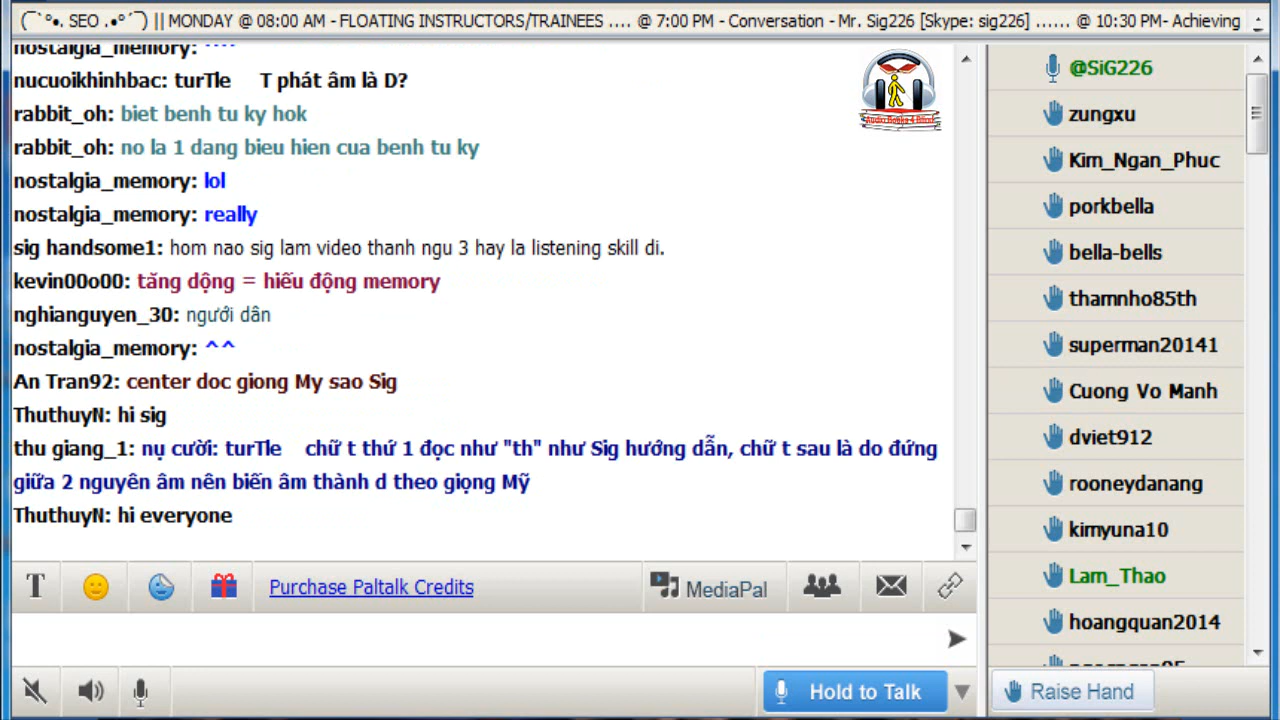 (¯`°•. SEO .•°´¯) || MONDAY @ 08:00 AM - FLOATING INSTRUCTORS/TRAINEES .... @ 7:00 PM - Conversation - Mr. Sig226 [Skype: sig226] ...... @ 10:30 PM- Achieving
nostalgia_memory: ^^^^
nucuoikhinhbac: turTle T phát âm là D?
rabbit_oh: biet benh tu ky hok
rabbit_oh: no la 1 dang bieu hien cua benh tu ky
nostalgia_memory: lol
nostalgia_memory: really
sig handsome1: hom nao sig lam video thanh ngu 3 hay la listening skill di.
kevin00o00: tăng dộng = hiếu động memory
nghianguyen_30: người dân
nostalgia_memory: ^^
An Tran92: center doc giong My sao Sig
ThuthuyN: hi sig
thu giang_1: nụ cười: turTle chữ t thứ 1 đọc như "th" như Sig hướng dẫn, chữ t sau là do đứng
giữa 2 nguyên âm nên biến âm thành d theo giọng Mỹ
ThuthuyN: hi everyone
Audio Books 4 Blind
T
Purchase Paltalk Credits
MediaPal
Hold to Talk
@SiG226
zungxu
Kim_Ngan_Phuc
porkbella
bella-bells
thamnho85th
superman20141
Cuong Vo Manh
dviet912
rooneydanang
kimyuna10
Lam_Thao
hoangquan2014
Raise Hand